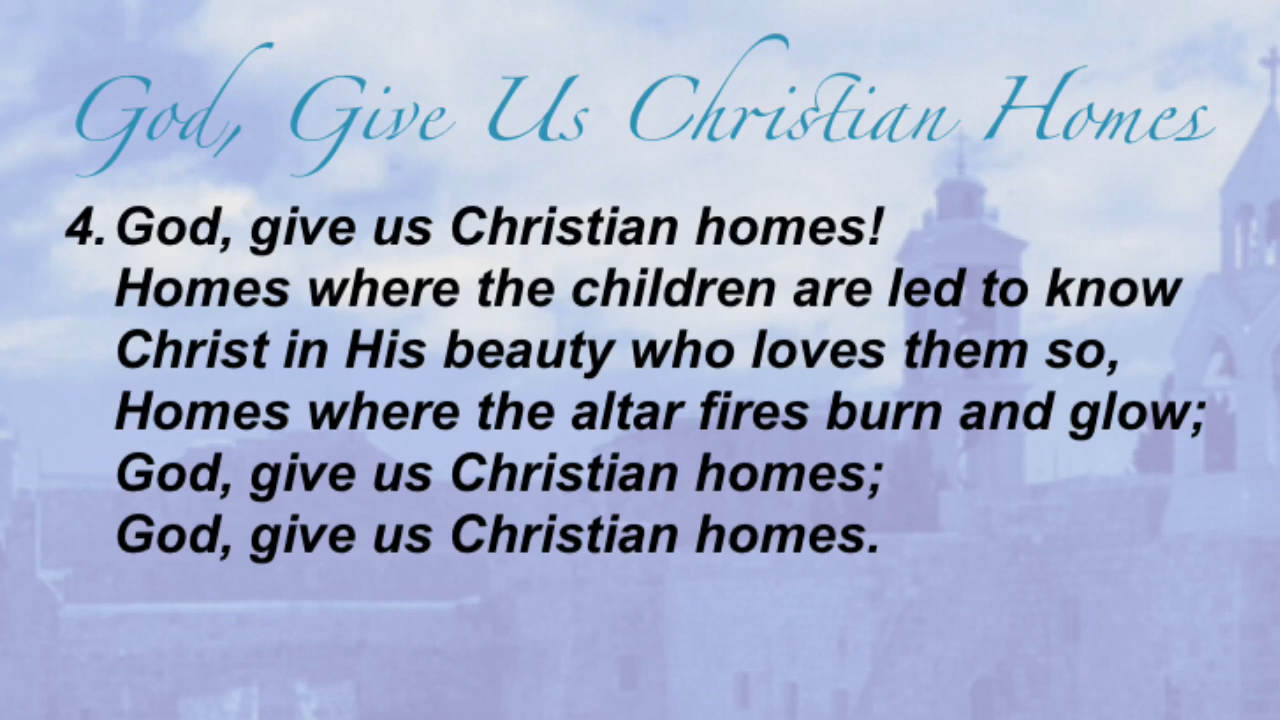 God, Give Us Christian Homes
4. God, give us Christian homes!
Homes where the children are led to know
Christ in His beauty who loves them so,
Homes where the altar fires burn and glow;
God, give us Christian homes;
God, give us Christian homes.